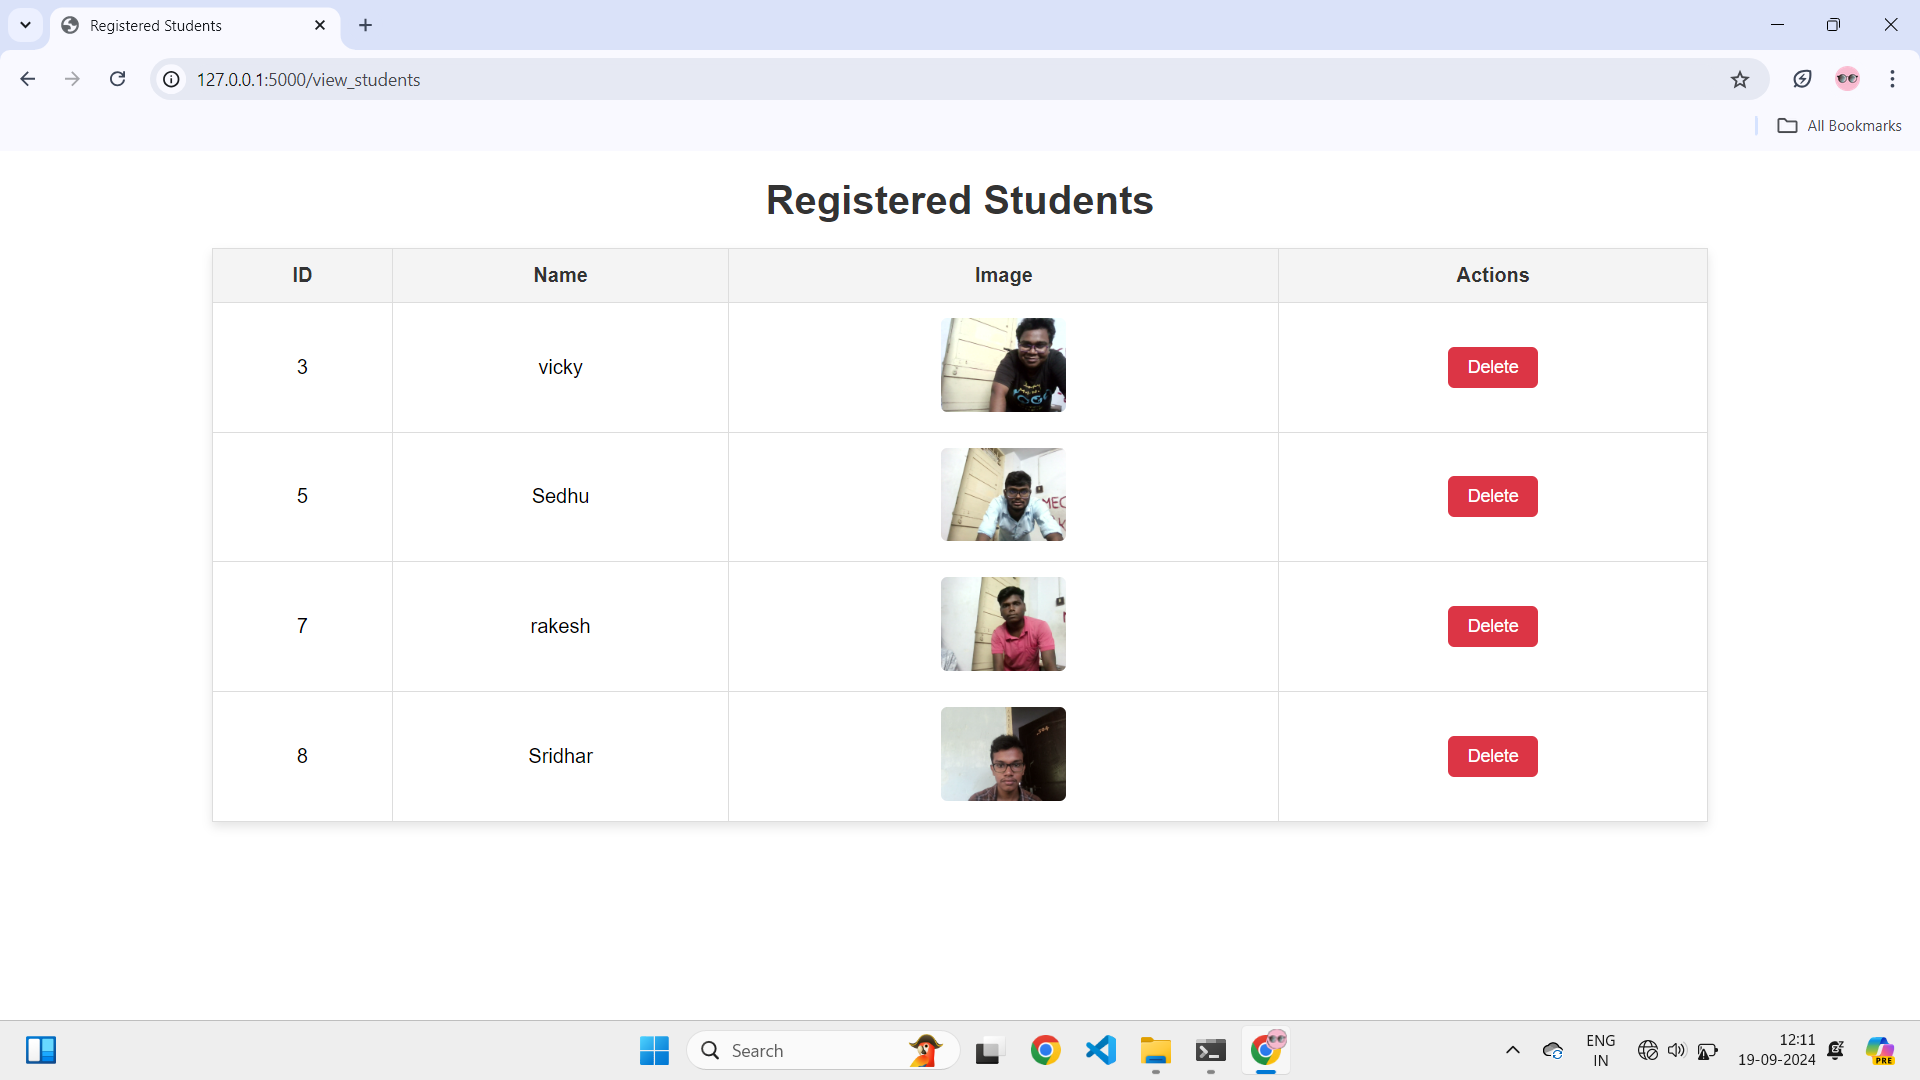 Registered Students
127.0.0.1:5000/view_students
All Bookmarks
Registered Students
ID Name Image Actions
3 vicky Delete
5 Sedhu Delete
7 rakesh Delete
8 Sridhar Delete
Search
ENG
IN
12:11
19-09-2024
PRE